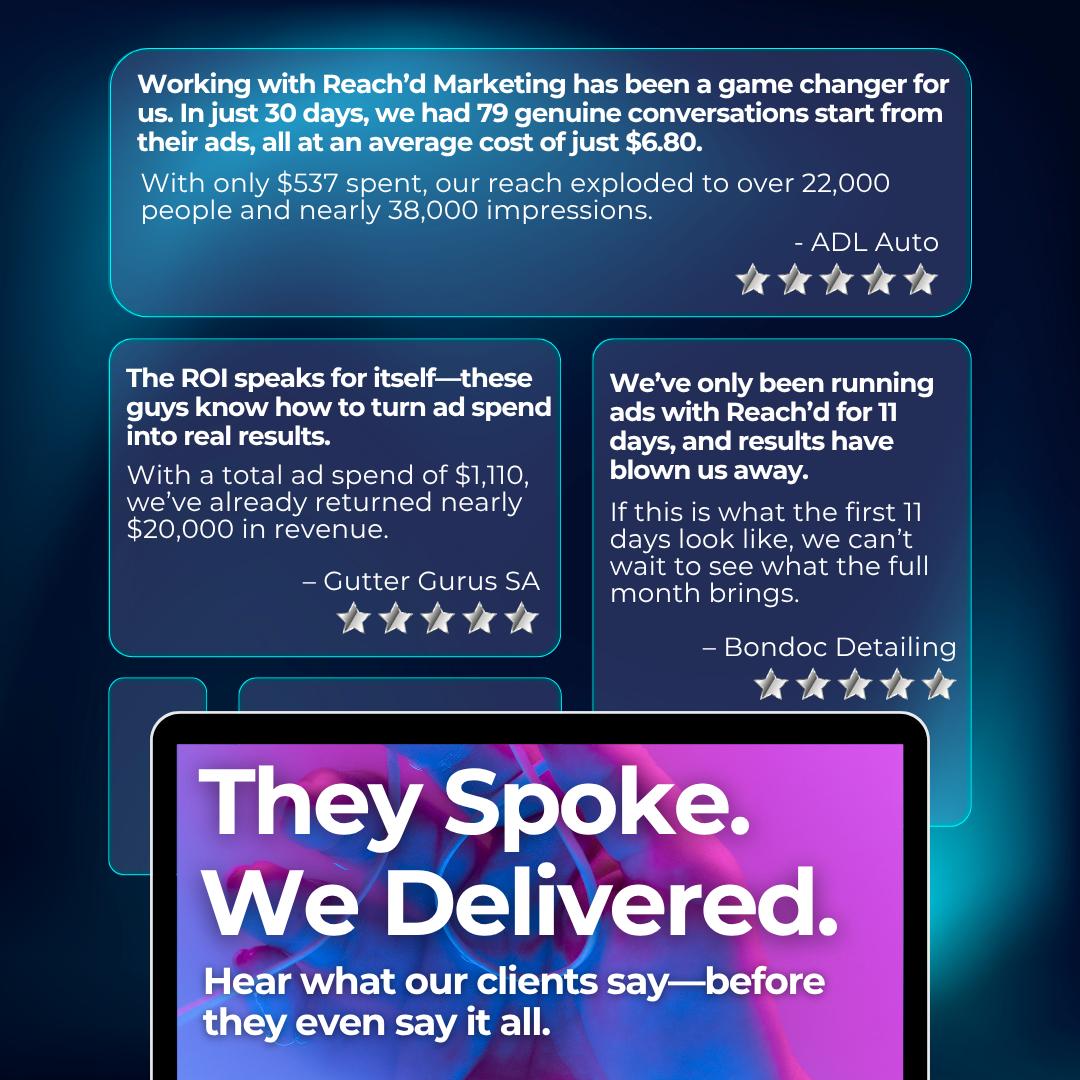 Working with Reach’d Marketing has been a game changer for
us. In just 30 days, we had 79 genuine conversations start from
their ads, all at an average cost of just $6.80.
With only $537 spent, our reach exploded to over 22,000
people and nearly 38,000 impressions.
- ADL Auto
The ROI speaks for itself—these
guys know how to turn ad spend
into real results.
With a total ad spend of $1,110,
we’ve already returned nearly
$20,000 in revenue.
– Gutter Gurus SA
We’ve only been running
ads with Reach’d for 11
days, and results have
blown us away.
If this is what the first 11
days look like, we can’t
wait to see what the full
month brings.
– Bondoc Detailing
They Spoke.
We Delivered.
Hear what our clients say—before
they even say it all.